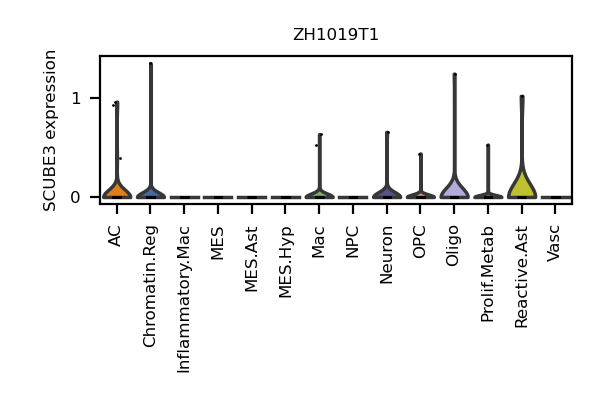 ZH1019T1
SCUBE3 expression
1
0
AC
Chromatin.Reg
Inflammatory.Mac
MES
MES.Ast
MES.Hyp
Mac
NPC
Neuron
OPC
Oligo
Prolif.Metab
Reactive.Ast
Vasc